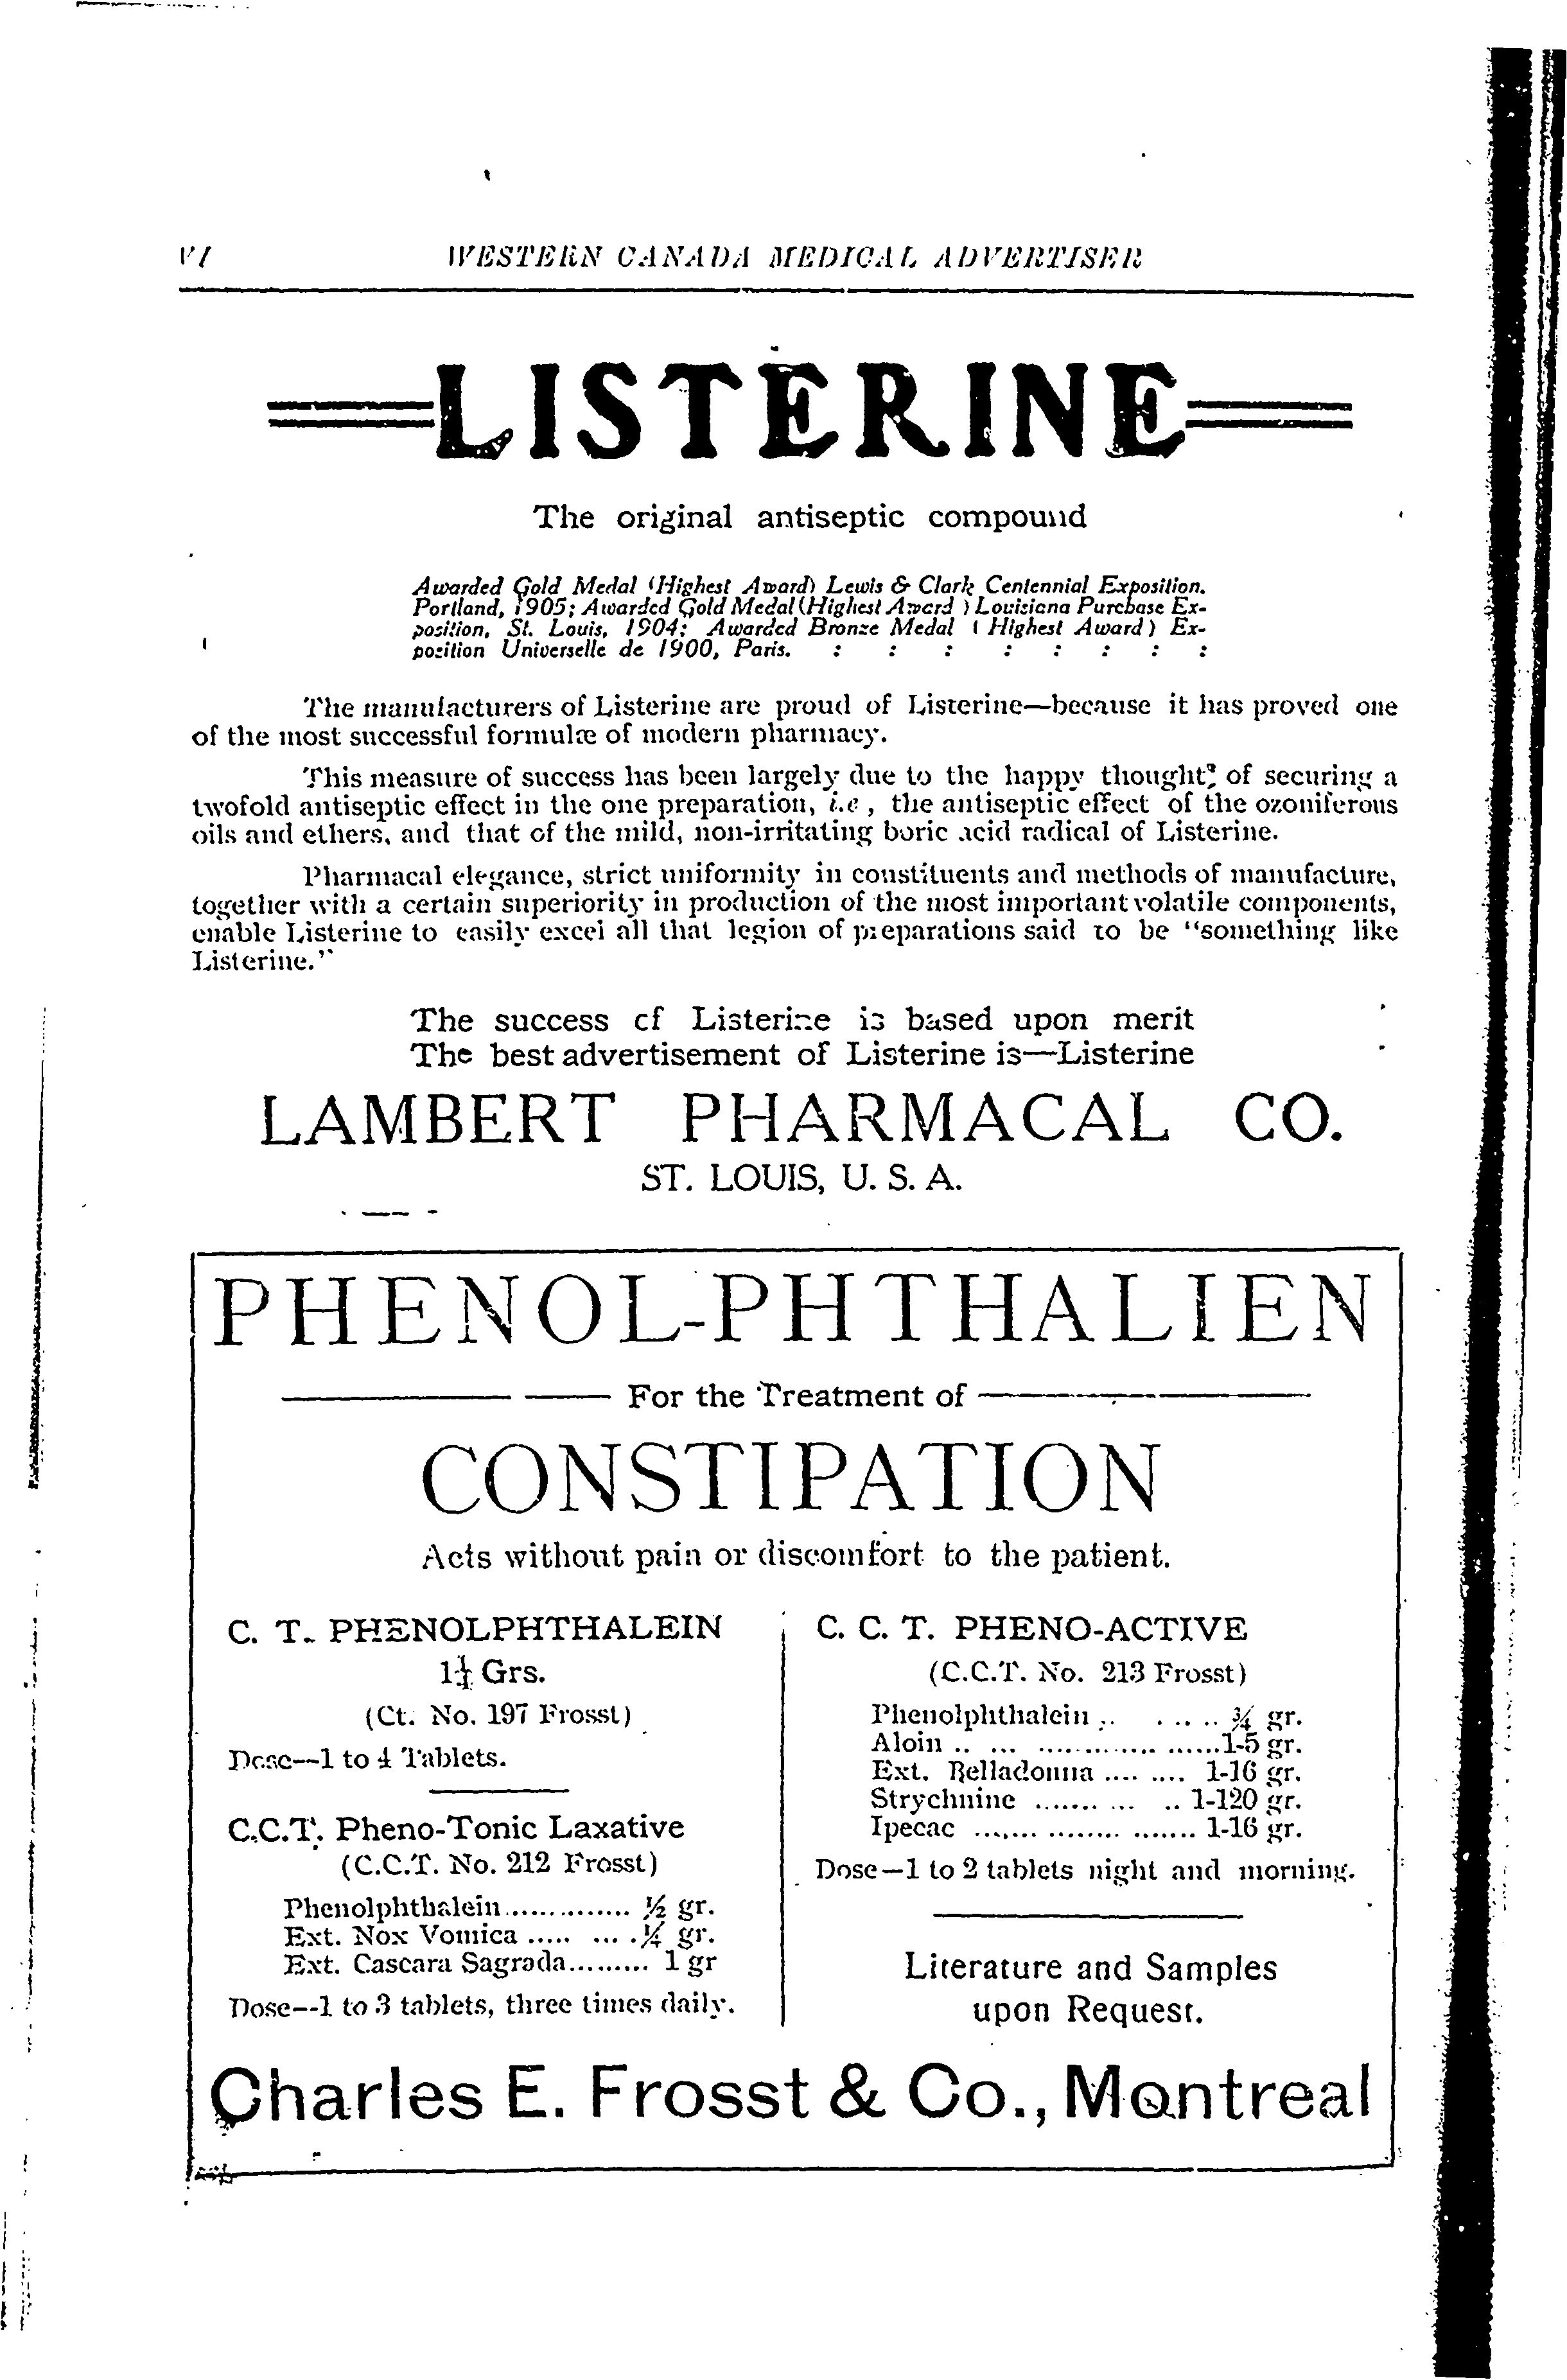 VI WESTERN CANADA MEDICAL ADVERTISER
LISTERINE
The original antiseptic compound
Awarded Gold Medal (Highest Award) Lewis & Clark Centennial Exposition.
Portland, 1905; Awarded Gold Medal (Highest Award) Louisiana Purchase Ex-
position, St. Louis, 1904; Awarded Bronze Medal (Highest Award) Ex-
position Universelle de 1900, Paris. : : : : : : : :
The manufacturers of Listerine are proud of Listerine—because it has proved one
of the most successful formulæ of modern pharmacy.
This measure of success has been largely due to the happy thought of securing a
twofold antiseptic effect in the one preparation, i.e, the antiseptic effect of the ozoniferous
oils and ethers, and that of the mild, non-irritating boric acid radical of Listerine.
Pharmacal elegance, strict uniformity in constituents and methods of manufacture,
together with a certain superiority in production of the most important volatile components,
enable Listerine to easily excel all that legion of preparations said to be "something like
Listerine."
The success of Listerine is based upon merit
The best advertisement of Listerine is—Listerine
LAMBERT PHARMACAL CO.
ST. LOUIS, U. S. A.
PHENOL-PHTHALIEN
For the Treatment of
CONSTIPATION
Acts without pain or discomfort to the patient.
C. T. PHENOLPHTHALEIN
1¼ Grs.
(Ct. No. 197 Frosst)
Dose—1 to 4 Tablets.
C.C.T. Pheno-Tonic Laxative
(C.C.T. No. 212 Frosst)
Phenolphthalein.............. ½ gr.
Ext. Nox Vomica ..... ... .¼ gr.
Ext. Cascara Sagrada......... 1 gr
Dose--1 to 3 tablets, three times daily.
C. C. T. PHENO-ACTIVE
(C.C.T. No. 213 Frosst)
Phenolphthalein .. . .. .. ¾ gr.
Aloin .. ... .................. ......1-5 gr.
Ext. Belladonna .... .... 1-16 gr.
Strychnine ....... ... .. 1-120 gr.
Ipecac ....... ........ ....... 1-16 gr.
Dose—1 to 2 tablets night and morning.
Literature and Samples
upon Request.
Charles E. Frosst & Co., Montreal